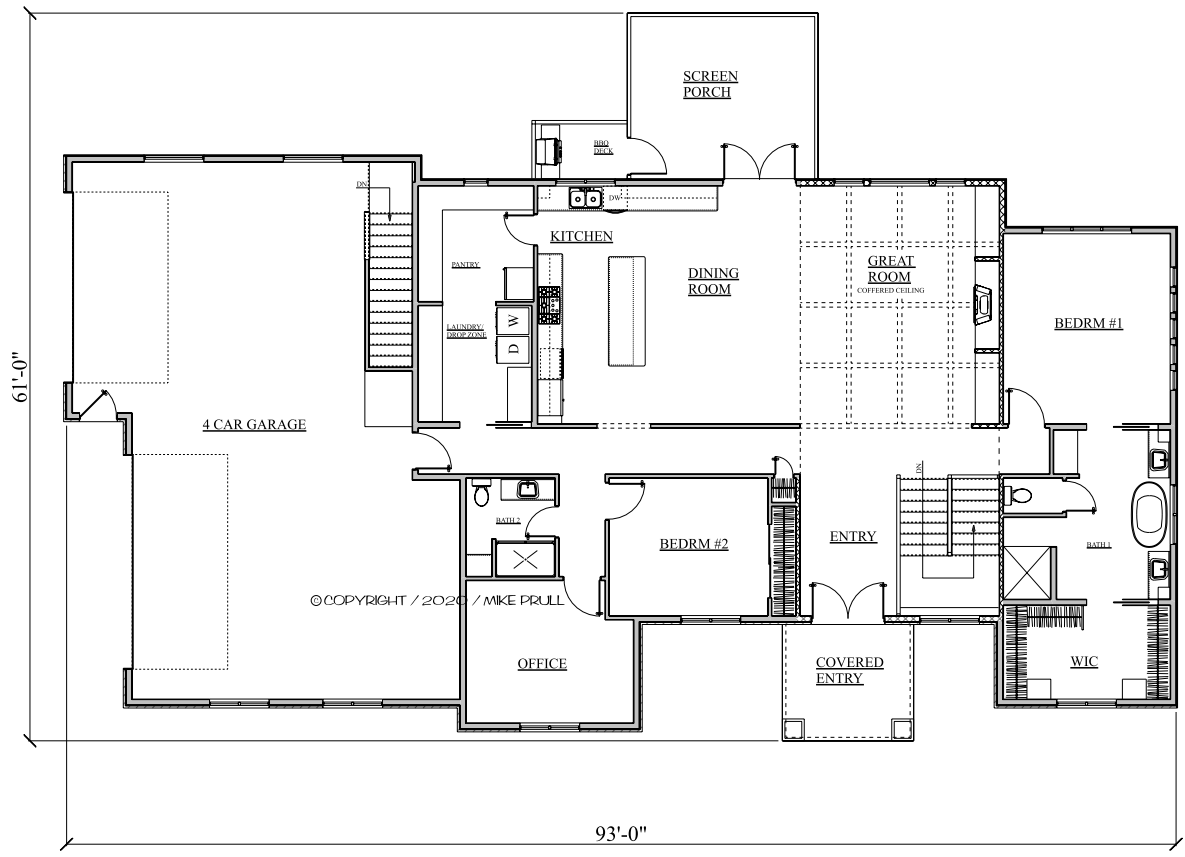 SCREEN
PORCH
BBQ
DECK
DN
DW
KITCHEN
PANTRY
DINING
ROOM
GREAT
ROOM
COFFERED CEILING
W
LAUNDRY/
DROP ZONE
D
BEDRM #1
61'-0"
4 CAR GARAGE
DN
BATH 2
BEDRM #2
ENTRY
BATH 1
©COPYRIGHT / 2020 / MIKE PRULL
OFFICE
COVERED
ENTRY
WIC
93'-0"